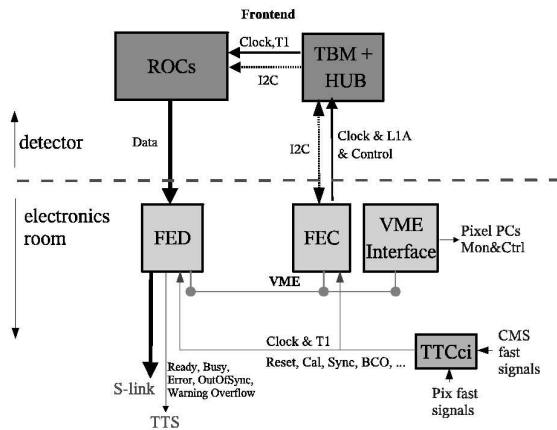 Frontend
ROCs
Clock,T1
I2C
TBM +
HUB
detector
Data
I2C
Clock & L1A
& Control
electronics
room
FED
FEC
VME
Interface
Pixel PCs
Mon&Ctrl
VME
Clock & T1
Reset, Cal, Sync, BCO, ...
TTCci
CMS
fast
signals
Pix fast
signals
S-link
Ready, Busy,
Error, OutOfSync,
Warning Overflow
TTS